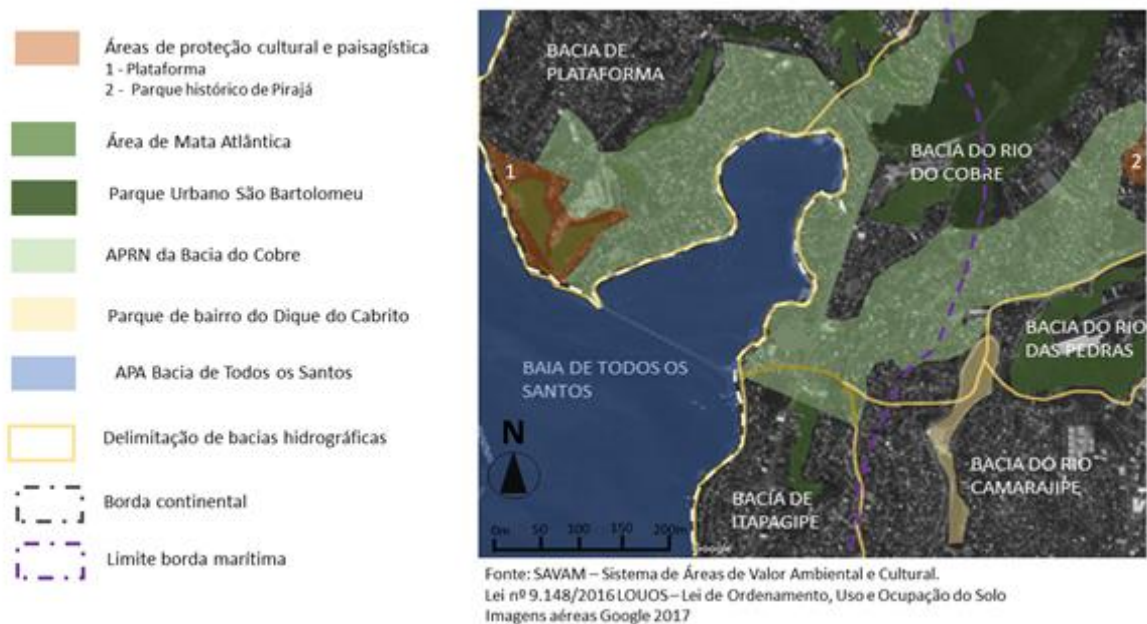 Áreas de proteção cultural e paisagística
1 - Plataforma
2 - Parque histórico de Pirajá
Área de Mata Atlântica
Parque Urbano São Bartolomeu
APRN da Bacia do Cobre
Parque de bairro do Dique do Cabrito
APA Bacia de Todos os Santos
Delimitação de bacias hidrográficas
Borda continental
Limite borda marítima
BACIA DE
PLATAFORMA
1
BACIA DO RIO
DO COBRE
2
BACIA DO RIO
DAS PEDRAS
BAIA DE TODOS OS
SANTOS
N
BACIA DO RIO
CAMARAJIPE
BACÍA DE
ITAPAGIPE
0m 50 100 150 200m
Google
Fonte: SAVAM – Sistema de Áreas de Valor Ambiental e Cultural.
Lei nº 9.148/2016 LOUOS – Lei de Ordenamento, Uso e Ocupação do Solo
Imagens aéreas Google 2017